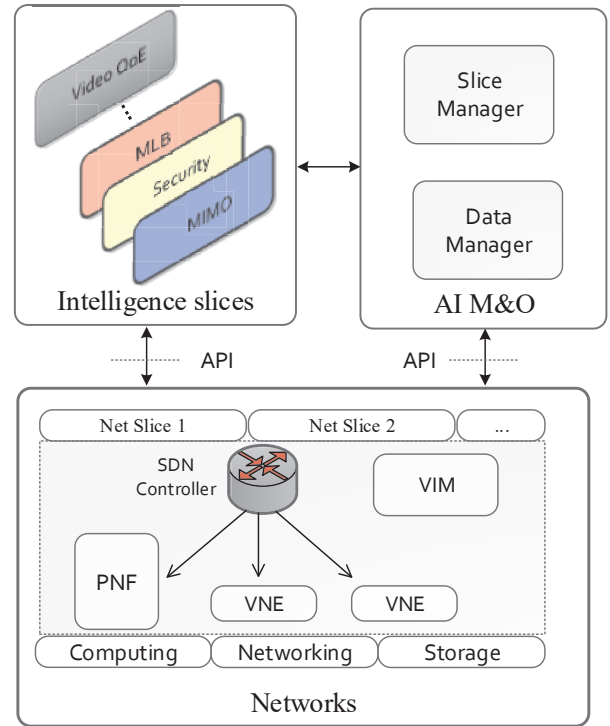 Video QoE
MLB
Security
MIMO
Intelligence slices
Slice
Manager
Data
Manager
AI M&O
API
API
Net Slice 1
Net Slice 2
...
SDN
Controller
VIM
PNF
VNE
VNE
Computing
Networking
Storage
Networks